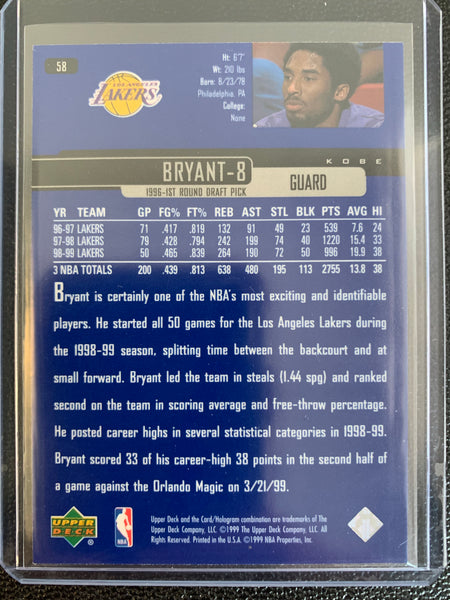 58
LOS ANGELES
LAKERS
Ht: 6'7"
Wt: 210 lbs
Born: 8/23/78
Philadelphia, PA
College:
None
KOBE
BRYANT-8
GUARD
1996-1ST ROUND DRAFT PICK
YR TEAM GP FG% FT% REB AST STL BLK PTS AVG HI
96-97 LAKERS 71 .417 .819 132 91 49 23 539 7.6 24
97-98 LAKERS 79 .428 .794 242 199 74 40 1220 15.4 33
98-99 LAKERS 50 .465 .839 264 190 72 50 996 19.9 38
3 NBA TOTALS 200 .439 .813 638 480 195 113 2755 13.8 38
Bryant is certainly one of the NBA's most exciting and identifiable
players. He started all 50 games for the Los Angeles Lakers during
the 1998-99 season, splitting time between the backcourt and at
small forward. Bryant led the team in steals (1.44 spg) and ranked
second on the team in scoring average and free-throw percentage.
He posted career highs in several statistical categories in 1998-99.
Bryant scored 33 of his career-high 38 points in the second half of
a game against the Orlando Magic on 3/21/99.
UPPER
DECK
NBA
Upper Deck and the Card/Hologram combination are trademarks of The
Upper Deck Company, LLC. ©1999 The Upper Deck Company, LLC. All
Rights Reserved. Printed in the U.S.A. ©1999 NBA Properties, Inc.